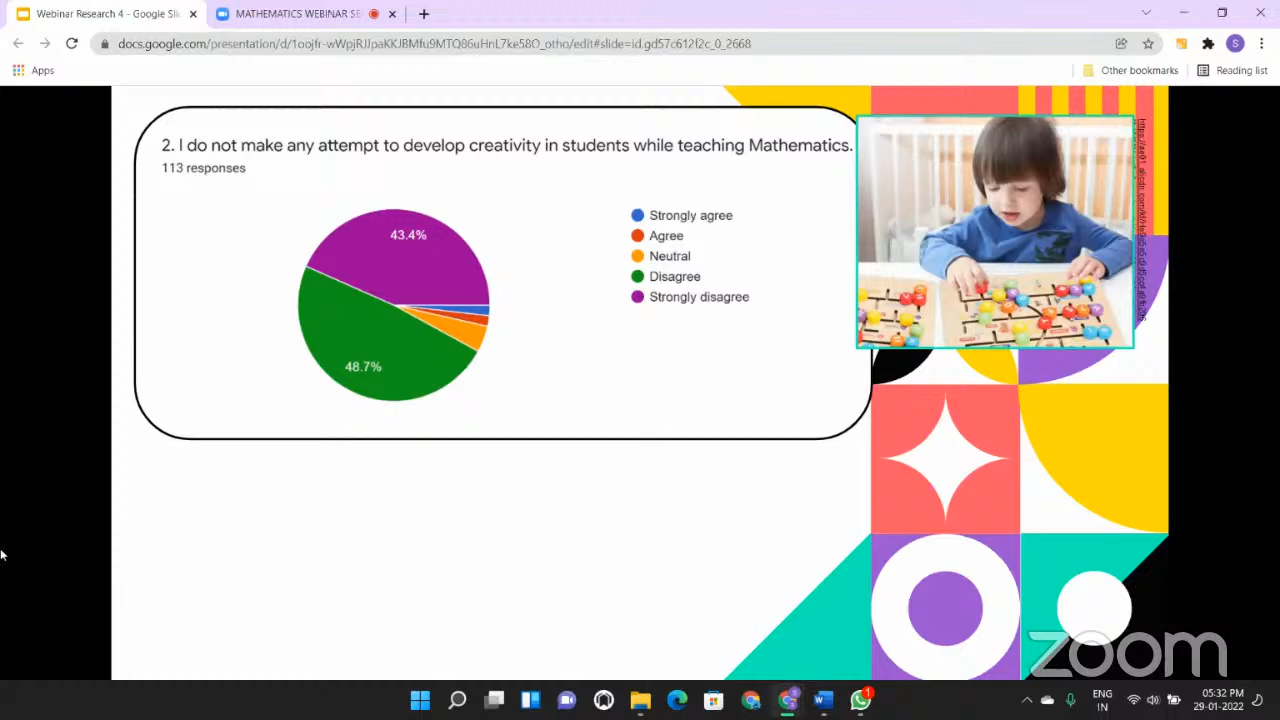 Webinar Research 4 - Google Sli
MATHEMATICS WEBINAR SE
docs.google.com/presentation/d/1oojfr-wWpjRJJpaKKJBMfu9MTQ86dHnL7ke58O_otho/edit#slide=id.gd57c612f2c_0_2668
Apps
Other bookmarks
Reading list
2. I do not make any attempt to develop creativity in students while teaching Mathematics.
113 responses
43.4%
48.7%
Strongly agree
Agree
Neutral
Disagree
Strongly disagree
zoom
ENG
IN
05:32 PM
29-01-2022